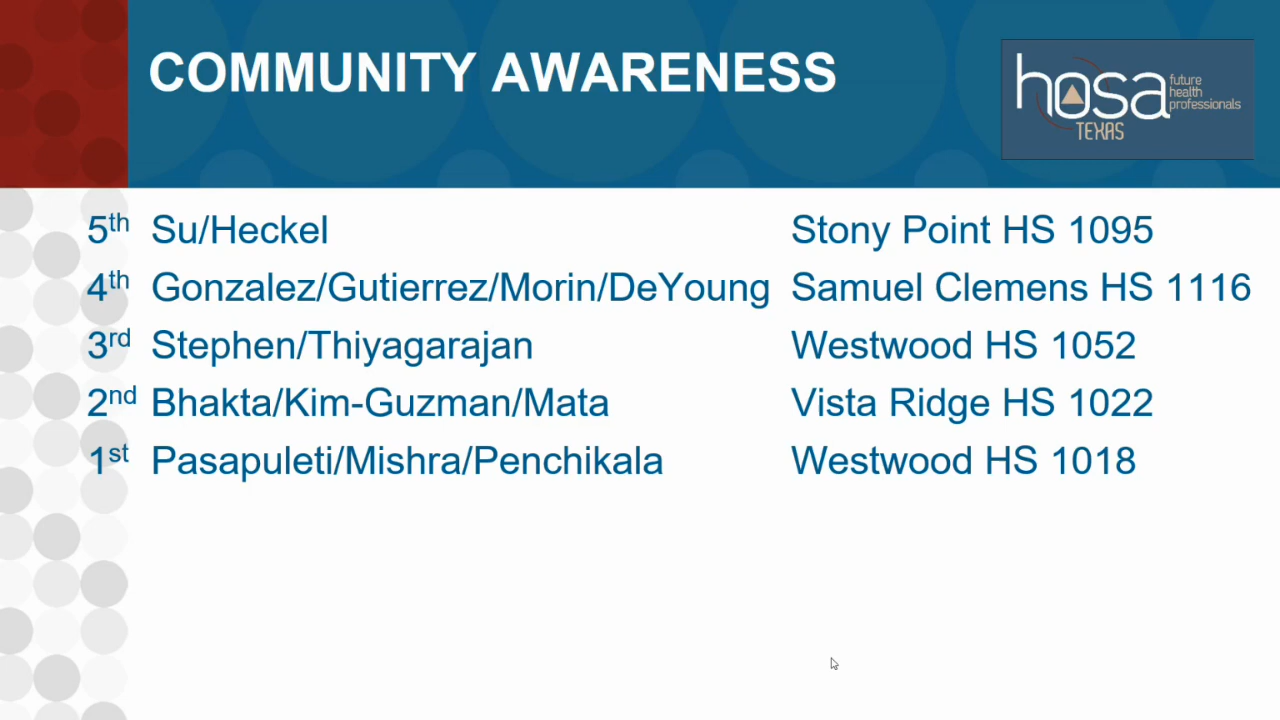 COMMUNITY AWARENESS
hosa future health professionals
TEXAS
5th Su/Heckel Stony Point HS 1095
4th Gonzalez/Gutierrez/Morin/DeYoung Samuel Clemens HS 1116
3rd Stephen/Thiyagarajan Westwood HS 1052
2nd Bhakta/Kim-Guzman/Mata Vista Ridge HS 1022
1st Pasapuleti/Mishra/Penchikala Westwood HS 1018